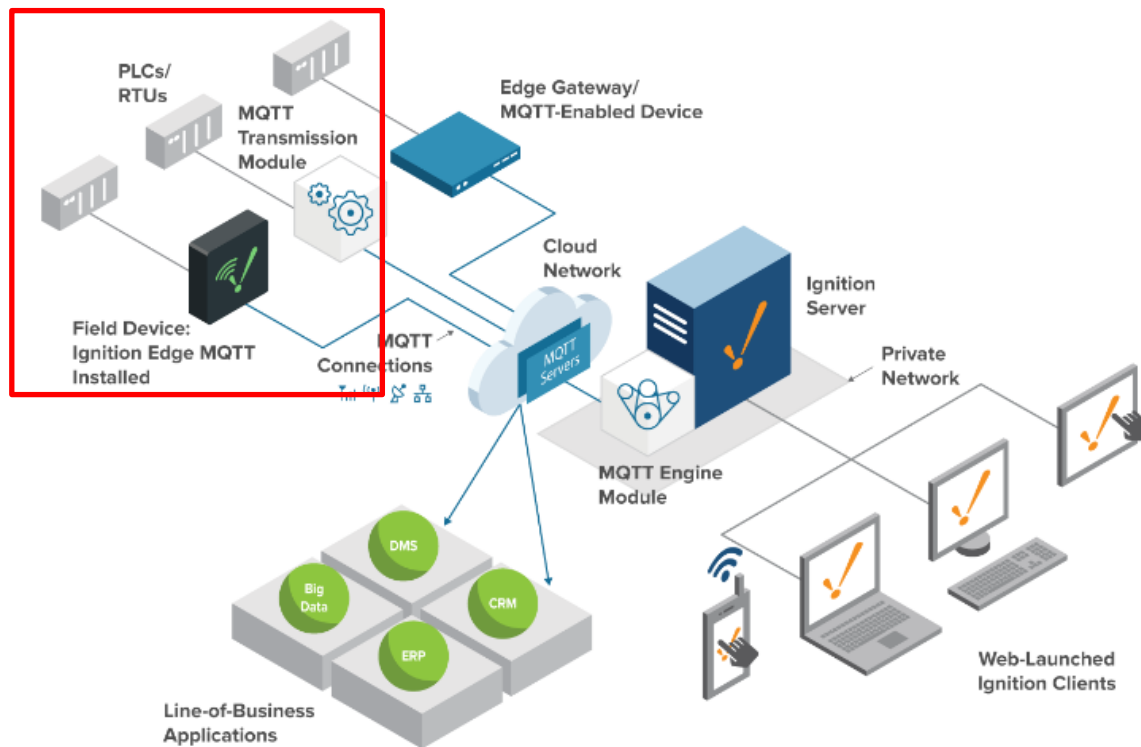 PLCs/
RTUs
MQTT
Transmission
Module
Edge Gateway/
MQTT-Enabled Device
Cloud
Network
Ignition
Server
Field Device:
Ignition Edge MQTT
Installed
MQTT
Connections
MQTT
Servers
Private
Network
MQTT Engine
Module
DMS
Big
Data
CRM
ERP
Line-of-Business
Applications
Web-Launched
Ignition Clients